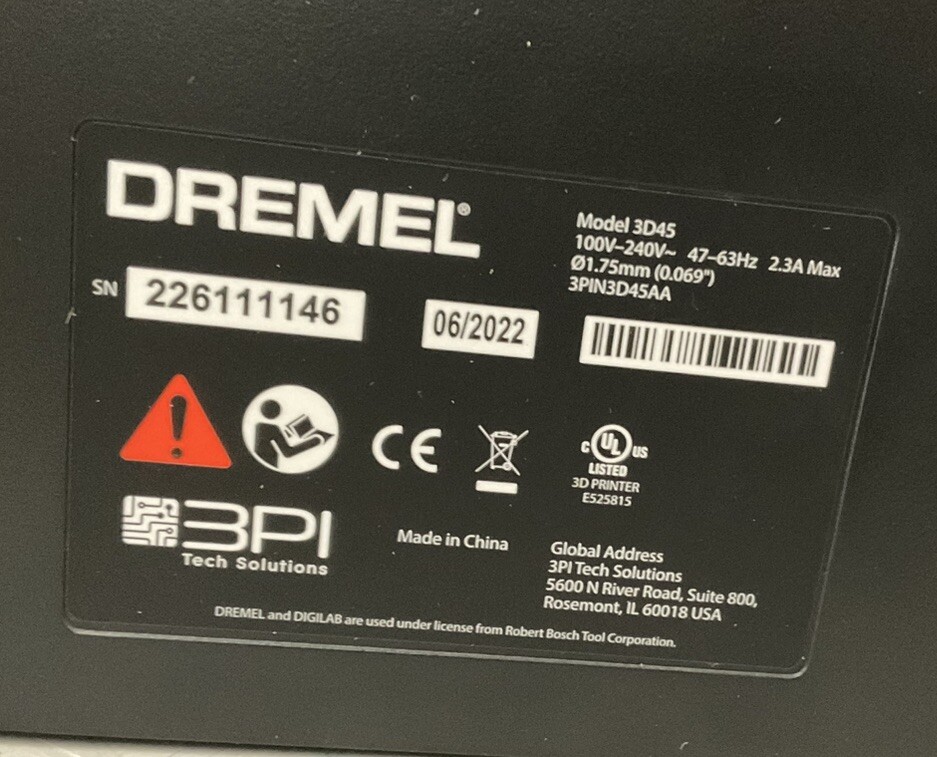 DREMEL®
Model 3D45
100V–240V~ 47–63Hz 2.3A Max
Ø1.75mm (0.069")
3PIN3D45AA
SN 226111146
06/2022
CE
C UL US
LISTED
3D PRINTER
E525815
3PI
Tech Solutions
Made in China
Global Address
3PI Tech Solutions
5600 N River Road, Suite 800,
Rosemont, IL 60018 USA
DREMEL and DIGILAB are used under license from Robert Bosch Tool Corporation.